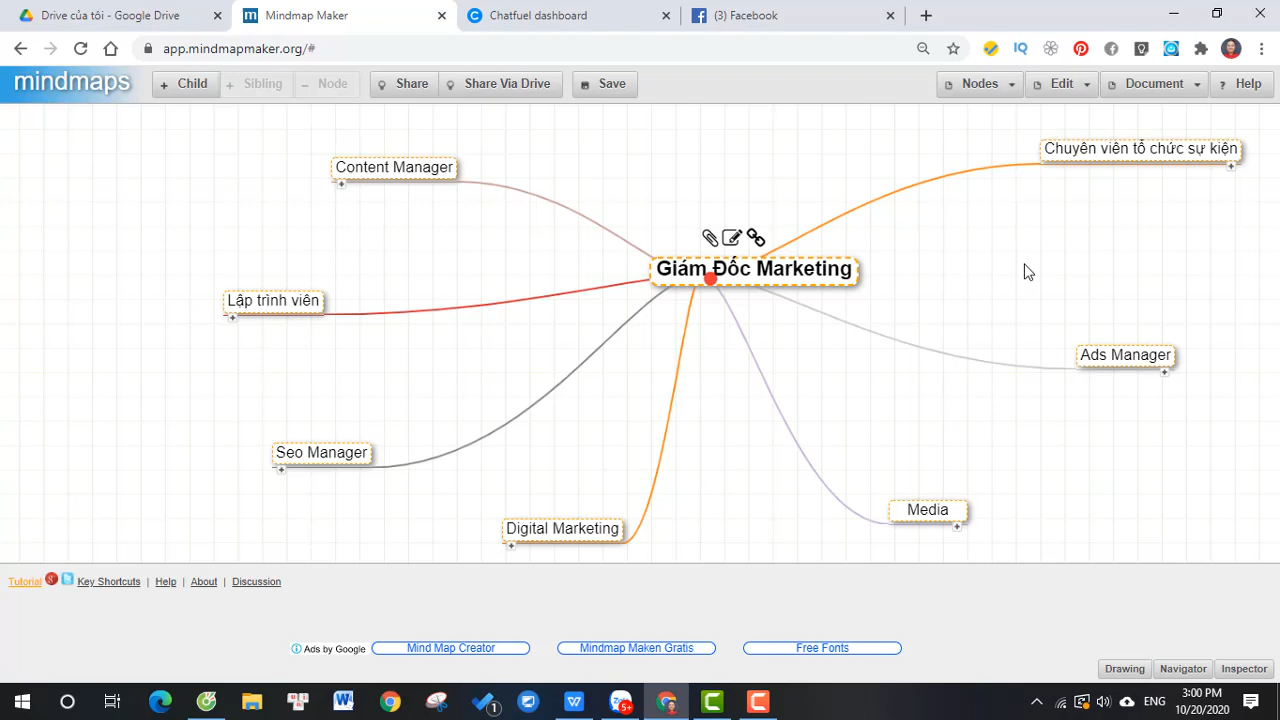 Drive của tôi - Google Drive
Mindmap Maker
Chatfuel dashboard
(3) Facebook
app.mindmapmaker.org/#
mindmaps
+ Child
+ Sibling
− Node
Share
Share Via Drive
Save
Nodes
Edit
Document
? Help
Content Manager
Chuyên viên tổ chức sự kiện
Giám Đốc Marketing
Lập trình viên
Ads Manager
Seo Manager
Media
Digital Marketing
Tutorial Key Shortcuts | Help | About | Discussion
Ads by Google
Mind Map Creator
Mindmap Maken Gratis
Free Fonts
Drawing
Navigator
Inspector
1
5+
ENG
3:00 PM
10/20/2020